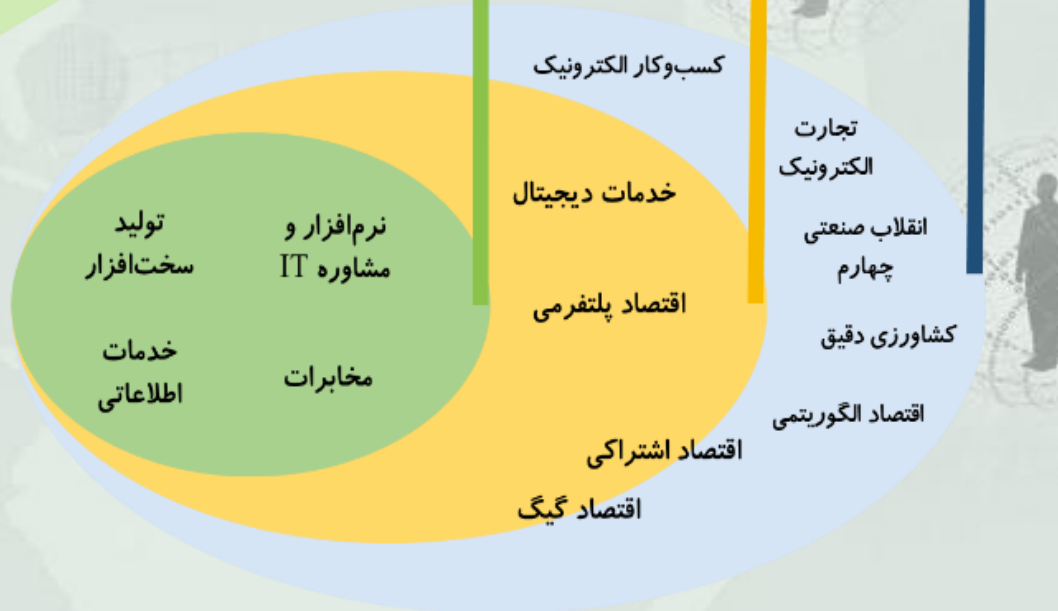 کسب‌وکار الکترونیک
تجارت
الکترونیک
انقلاب صنعتی
چهارم
کشاورزی دقیق
اقتصاد الگوریتمی
خدمات دیجیتال
اقتصاد پلتفرمی
اقتصاد اشتراکی
اقتصاد گیگ
نرم‌افزار و
مشاوره IT
مخابرات
تولید
سخت‌افزار
خدمات
اطلاعاتی